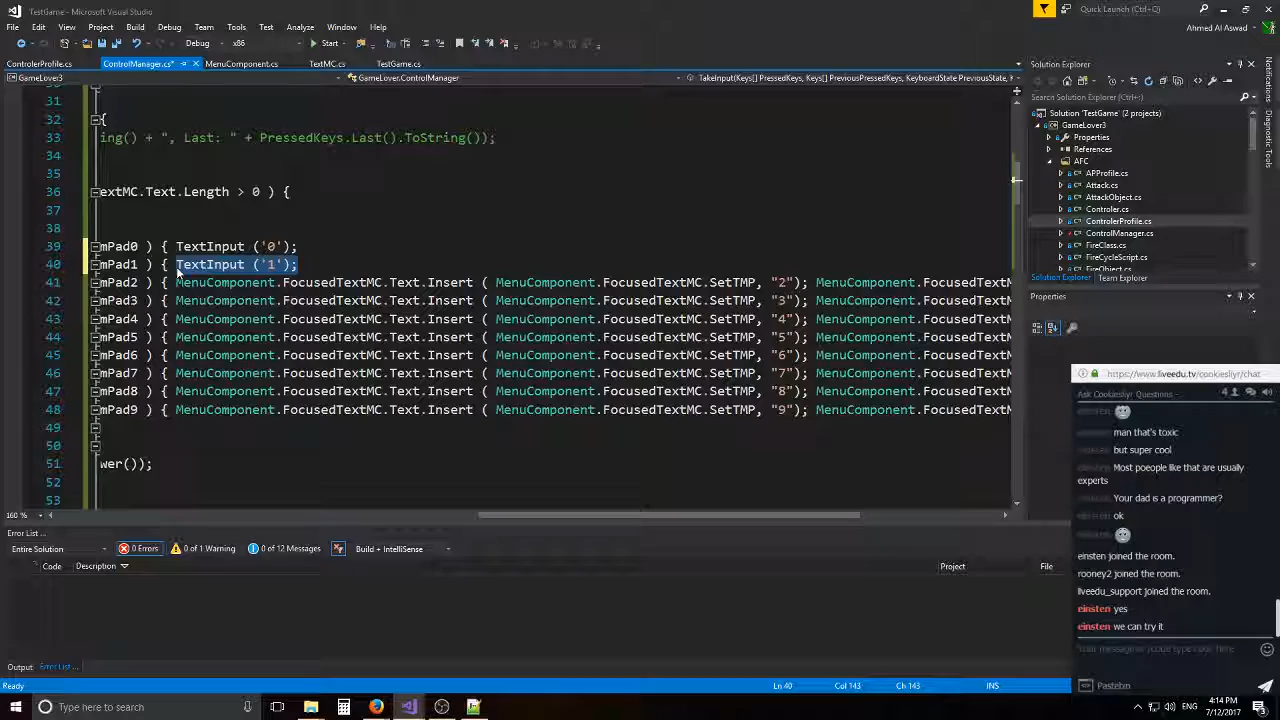 TestGame - Microsoft Visual Studio
Quick Launch (Ctrl+Q)
File Edit View Project Build Debug Team Tools Test Analyze Window Help
Ahmed Al Aswad
Debug x86 Start
ControlerProfile.cs ControlManager.cs* MenuComponent.cs TextMC.cs TestGame.cs
GameLover3 GameLover.ControlManager TakeInput(Keys[] PressedKeys, Keys[] PreviousPressedKeys, KeyboardState PreviousState,
31
32 {
33 ing() + ", Last: " + PressedKeys.Last().ToString());
34
35
36 extMC.Text.Length > 0 ) {
37
38
39 mPad0 ) { TextInput ('0');
40 mPad1 ) { TextInput ('1');
41 mPad2 ) { MenuComponent.FocusedTextMC.Text.Insert ( MenuComponent.FocusedTextMC.SetTMP, "2"); MenuComponent.FocusedTextM
42 mPad3 ) { MenuComponent.FocusedTextMC.Text.Insert ( MenuComponent.FocusedTextMC.SetTMP, "3"); MenuComponent.FocusedTextM
43 mPad4 ) { MenuComponent.FocusedTextMC.Text.Insert ( MenuComponent.FocusedTextMC.SetTMP, "4"); MenuComponent.FocusedTextM
44 mPad5 ) { MenuComponent.FocusedTextMC.Text.Insert ( MenuComponent.FocusedTextMC.SetTMP, "5"); MenuComponent.FocusedTextM
45 mPad6 ) { MenuComponent.FocusedTextMC.Text.Insert ( MenuComponent.FocusedTextMC.SetTMP, "6"); MenuComponent.FocusedTextM
46 mPad7 ) { MenuComponent.FocusedTextMC.Text.Insert ( MenuComponent.FocusedTextMC.SetTMP, "7"); MenuComponent.FocusedTextM
47 mPad8 ) { MenuComponent.FocusedTextMC.Text.Insert ( MenuComponent.FocusedTextMC.SetTMP, "8"); MenuComponent.FocusedTextM
48 mPad9 ) { MenuComponent.FocusedTextMC.Text.Insert ( MenuComponent.FocusedTextMC.SetTMP, "9"); MenuComponent.FocusedTextM
49
50
51 wer());
52
53
160 %
Error List ...
Entire Solution 0 Errors 0 of 1 Warning 0 of 12 Messages Build + IntelliSense
Code Description Project File
Output Error List ...
Ready Ln 40 Col 143 Ch 143 INS
Solution Explorer
Search Solution Explorer (Ctrl+;)
Solution 'TestGame' (2 projects)
GameLover3
Properties
References
AFC
APProfile.cs
Attack.cs
AttackObject.cs
Controler.cs
ControlerProfile.cs
ControlManager.cs
FireClass.cs
FireCycleScript.cs
FireObject.cs
Solution Explorer Team Explorer
Properties
Notifications
Diagnostic Tools
https://www.liveedu.tv/cookiesliyr/chat
Ask Cookiesliyr Questions - 4
man that's toxic
but super cool
Most poeople like that are usually
experts
Your dad is a programmer?
ok
einsten joined the room.
rooney2 joined the room.
liveedu_support joined the room.
einsten yes
einsten we can try it
Pastebin
Type here to search
ENG
4:14 PM
7/12/2017